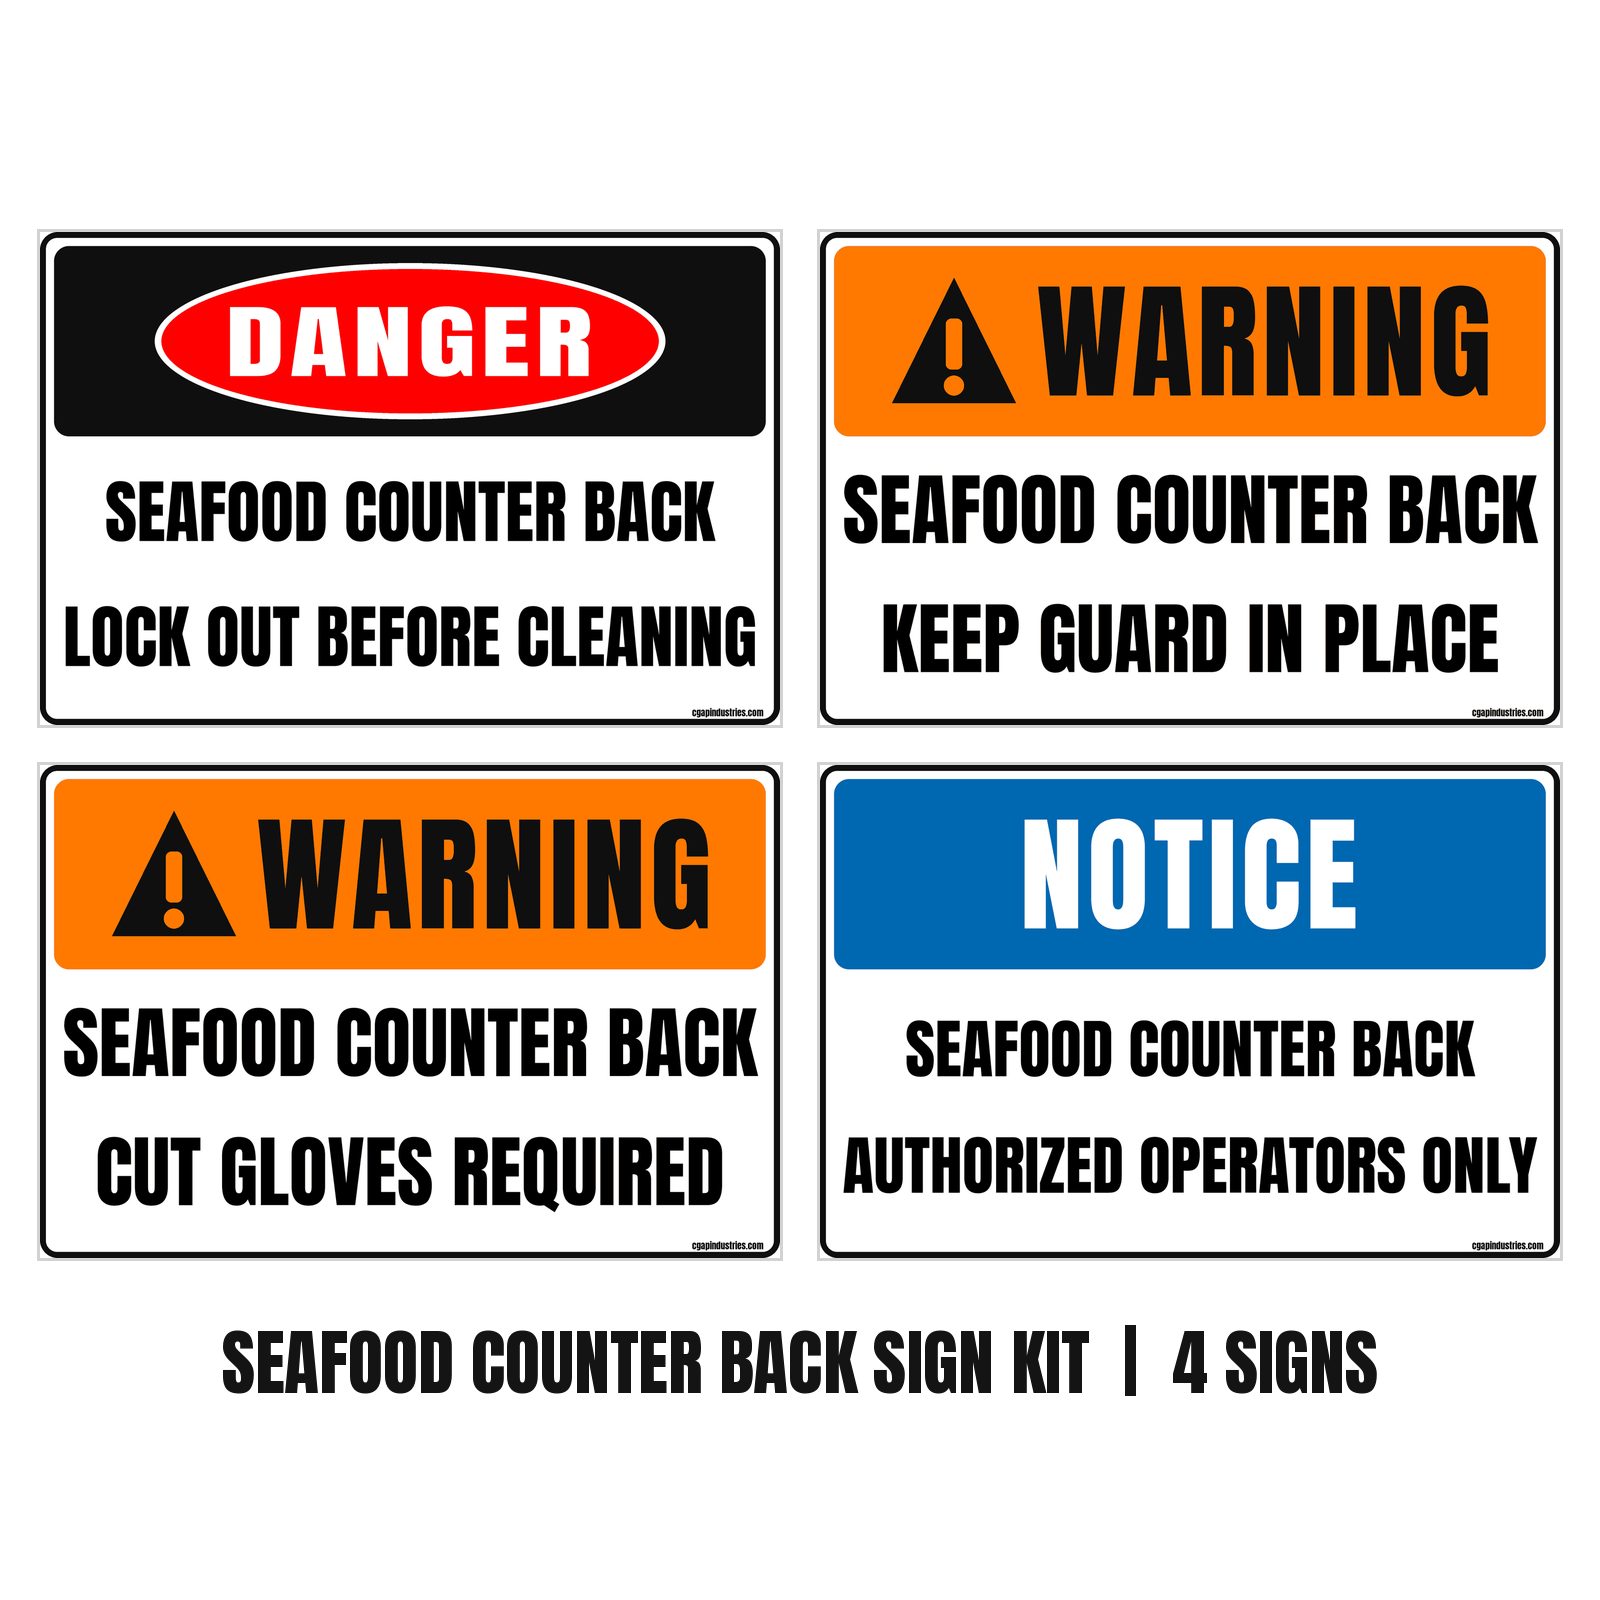 DANGER
SEAFOOD COUNTER BACK
LOCK OUT BEFORE CLEANING
cgapindustries.com
WARNING
SEAFOOD COUNTER BACK
KEEP GUARD IN PLACE
cgapindustries.com
WARNING
SEAFOOD COUNTER BACK
CUT GLOVES REQUIRED
cgapindustries.com
NOTICE
SEAFOOD COUNTER BACK
AUTHORIZED OPERATORS ONLY
cgapindustries.com
SEAFOOD COUNTER BACK SIGN KIT | 4 SIGNS